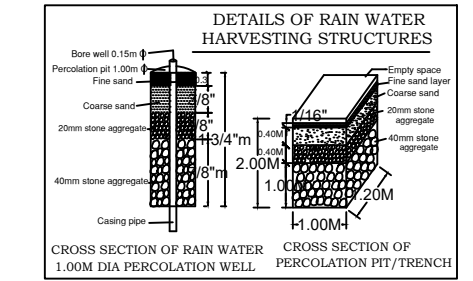 DETAILS OF RAIN WATER
HARVESTING STRUCTURES
Bore well 0.15m ϕ
Percolation pit 1.00m ϕ
Fine sand
Coarse sand
20mm stone aggregate
40mm stone aggregate
Casing pipe
0.3
/8"
/8"
3/4"m
/8"m
CROSS SECTION OF RAIN WATER
1.00M DIA PERCOLATION WELL
Empty space
Fine sand layer
Coarse sand
20mm stone
aggregate
40mm stone
aggregate
1/16"
0.40M
0.40M
2.00M
1.00M
1.20M
1.00M
CROSS SECTION OF
PERCOLATION PIT/TRENCH